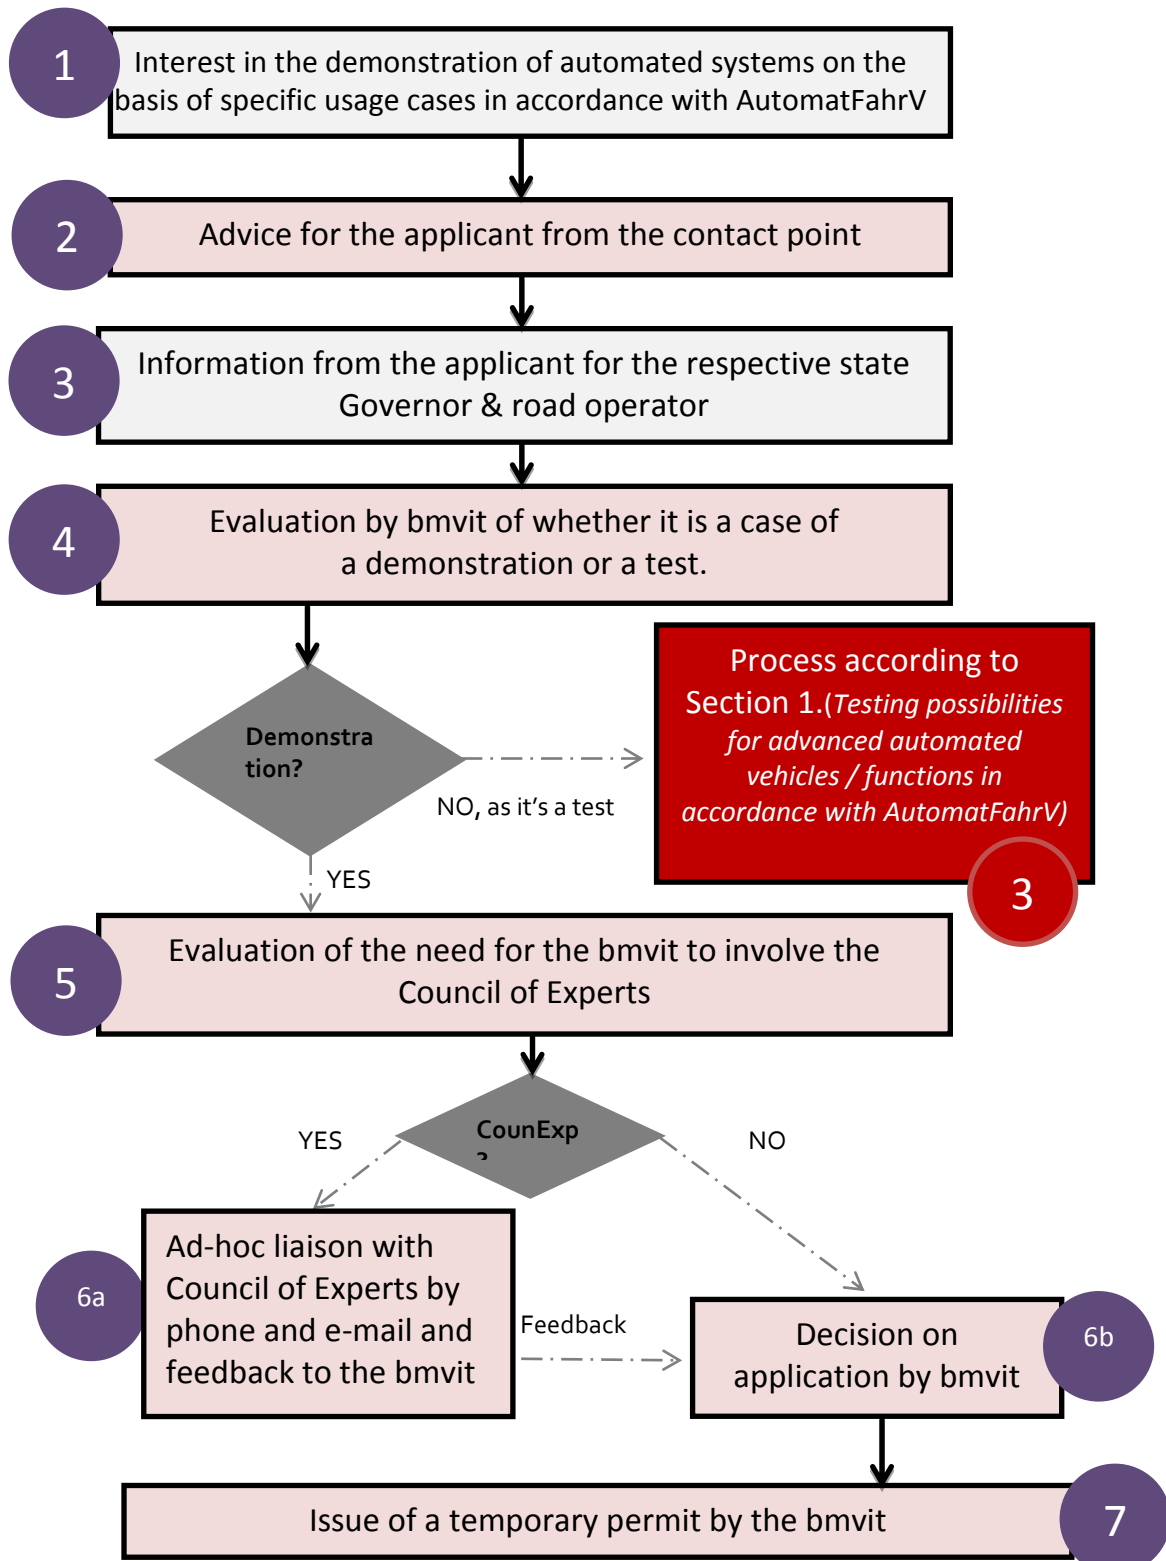 1
Interest in the demonstration of automated systems on the
basis of specific usage cases in accordance with AutomatFahrV
2
Advice for the applicant from the contact point
3
Information from the applicant for the respective state
Governor & road operator
4
Evaluation by bmvit of whether it is a case of
a demonstration or a test.
Demonstra
tion?
NO, as it's a test
YES
Process according to
Section 1.(Testing possibilities
for advanced automated
vehicles / functions in
accordance with AutomatFahrV)
3
5
Evaluation of the need for the bmvit to involve the
Council of Experts
CounExp
?
YES
NO
6a
Ad-hoc liaison with
Council of Experts by
phone and e-mail and
feedback to the bmvit
Feedback
Decision on
application by bmvit
6b
Issue of a temporary permit by the bmvit
7